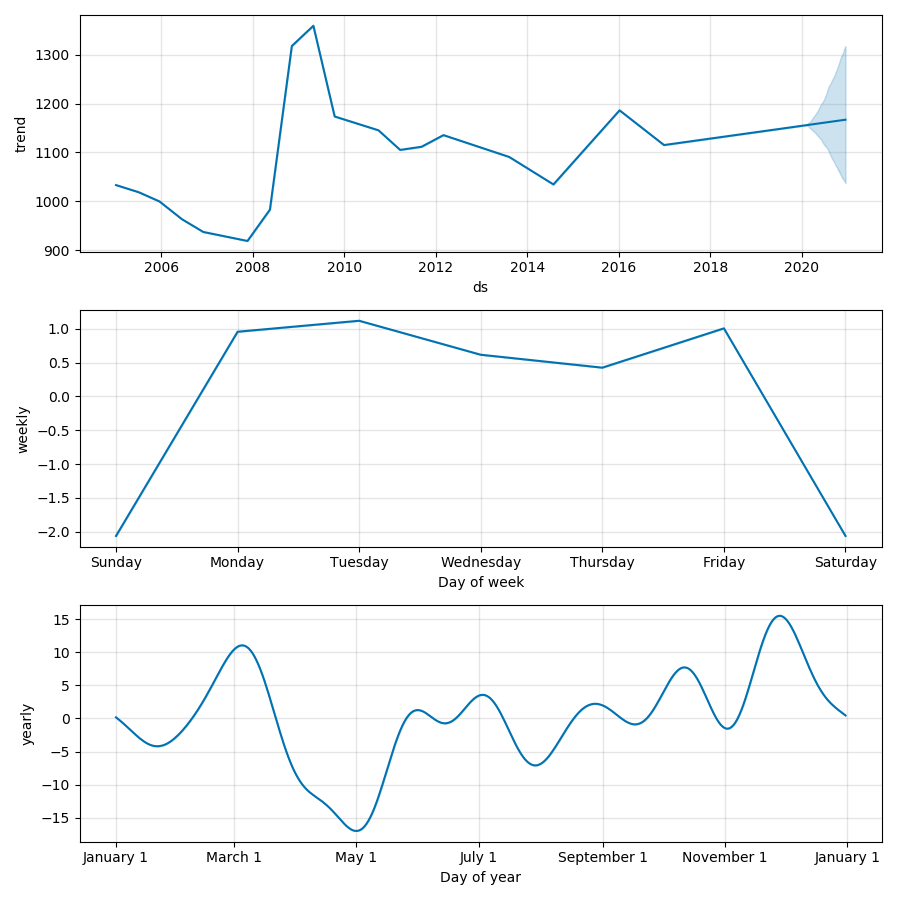 1300
1200
1100
1000
900
trend
2006 2008 2010 2012 2014 2016 2018 2020
ds
1.0
0.5
0.0
−0.5
−1.0
−1.5
−2.0
weekly
Sunday Monday Tuesday Wednesday Thursday Friday Saturday
Day of week
15
10
5
0
−5
−10
−15
yearly
January 1 March 1 May 1 July 1 September 1 November 1 January 1
Day of year